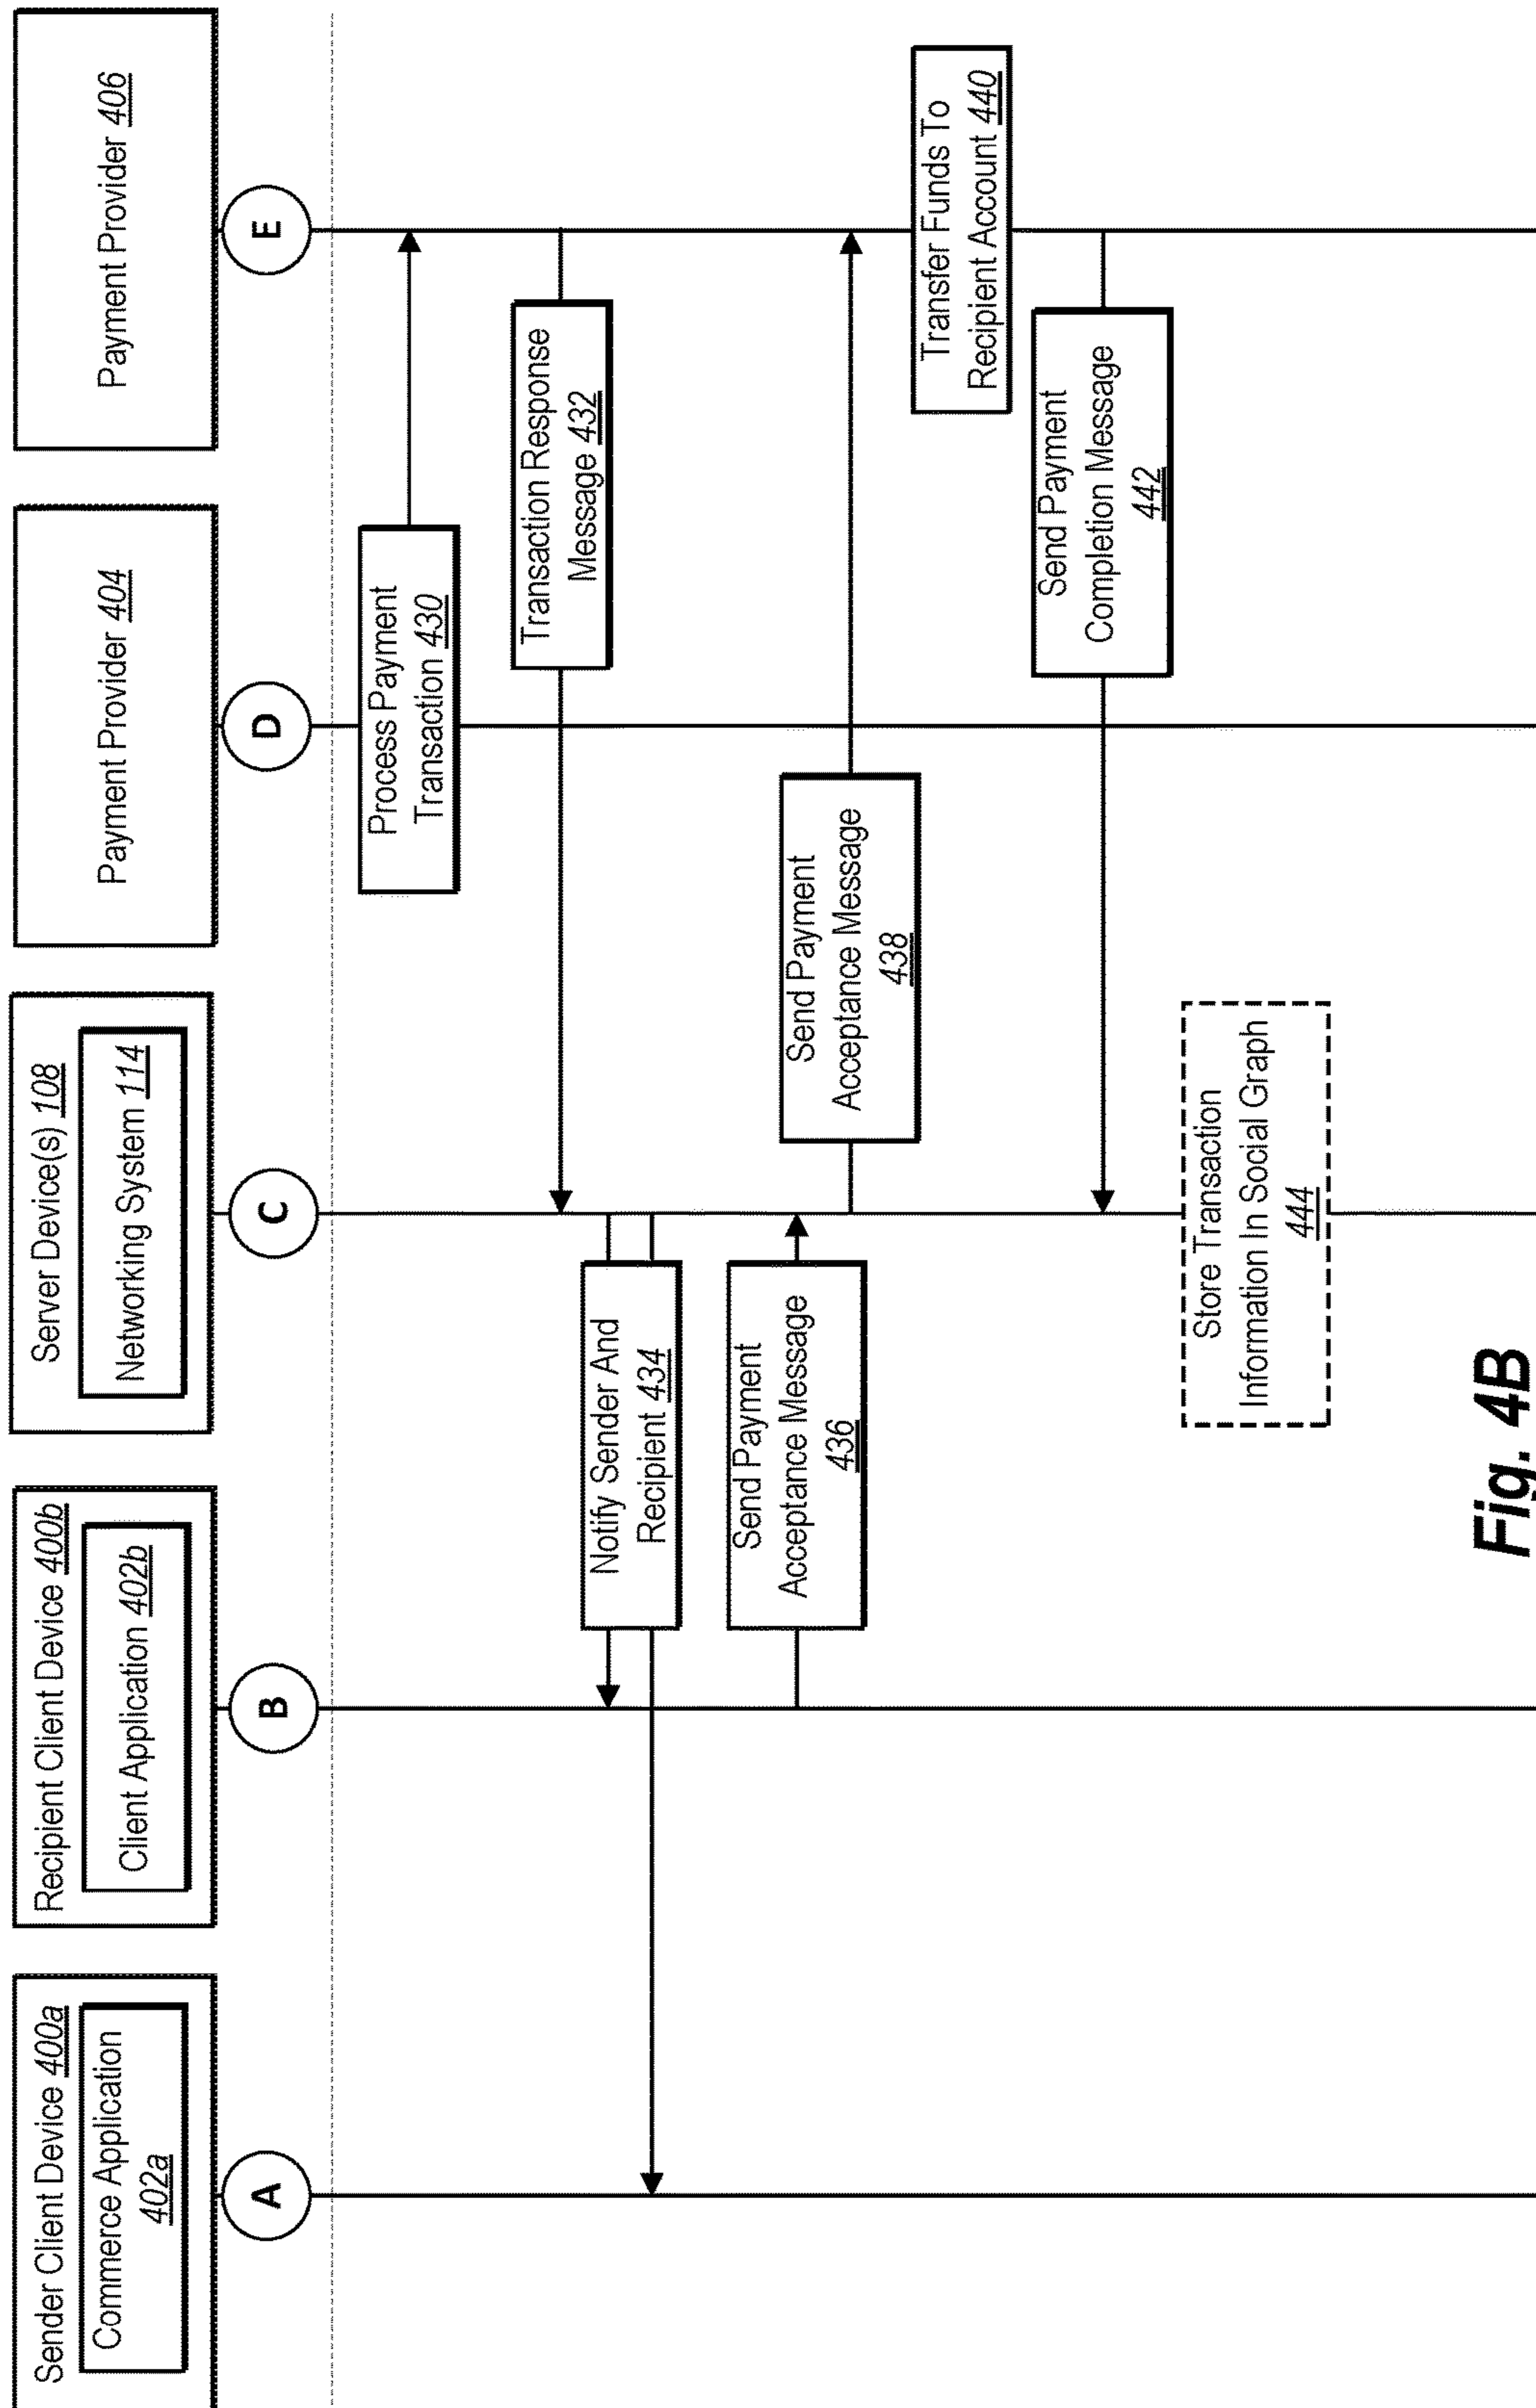 Sender Client Device 400a
Commerce Application
402a
Recipient Client Device 400b
Client Application 402b
Server Device(s) 108
Networking System 114
Payment Provider 404
Payment Provider 406
A
B
C
D
E
Process Payment
Transaction 430
Transaction Response
Message 432
Notify Sender And
Recipient 434
Send Payment
Acceptance Message
436
Send Payment
Acceptance Message
438
Transfer Funds To
Recipient Account 440
Send Payment
Completion Message
442
Store Transaction
Information In Social Graph
444
Fig. 4B